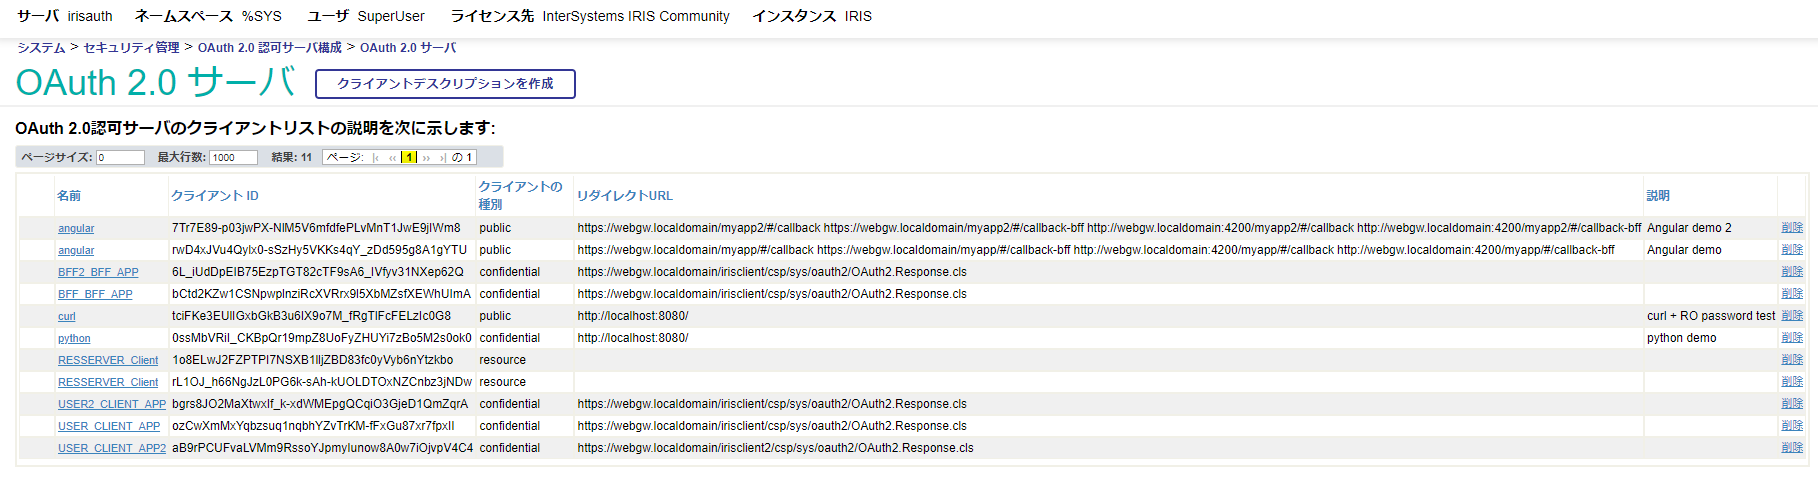 サーバ irisauth ネームスペース %SYS ユーザ SuperUser ライセンス先 InterSystems IRIS Community インスタンス IRIS
システム > セキュリティ管理 > OAuth 2.0 認可サーバ構成 > OAuth 2.0 サーバ
OAuth 2.0 サーバ クライアントデスクリプションを作成
OAuth 2.0認可サーバのクライアントリストの説明を次に示します:
ページサイズ: 0 最大行数: 1000 結果: 11 ページ: |‹ ‹‹ 1 ›› ›| の 1
名前 クライアント ID クライアントの種別 リダイレクトURL 説明
angular 7Tr7E89-p03jwPX-NlM5V6mfdfePLvMnT1JwE9jIWm8 public https://webgw.localdomain/myapp2/#/callback https://webgw.localdomain/myapp2/#/callback-bff http://webgw.localdomain:4200/myapp2/#/callback http://webgw.localdomain:4200/myapp2/#/callback-bff Angular demo 2 削除
angular rwD4xJVu4Qylx0-sSzHy5VKKs4qY_zDd595g8A1gYTU public https://webgw.localdomain/myapp/#/callback https://webgw.localdomain/myapp/#/callback-bff http://webgw.localdomain:4200/myapp/#/callback http://webgw.localdomain:4200/myapp/#/callback-bff Angular demo 削除
BFF2_BFF_APP 6L_iUdDpEIB75EzpTGT82cTF9sA6_IVfyv31NXep62Q confidential https://webgw.localdomain/irisclient/csp/sys/oauth2/OAuth2.Response.cls 削除
BFF_BFF_APP bCtd2KZw1CSNpwplnziRcXVRrx9I5XbMZsfXEWhUImA confidential https://webgw.localdomain/irisclient/csp/sys/oauth2/OAuth2.Response.cls 削除
curl tciFKe3EUlIGxbGkB3u6IX9o7M_fRgTlFcFELzIc0G8 public http://localhost:8080/ curl + RO password test 削除
python 0ssMbVRiI_CKBpQr19mpZ8UoFyZHUYi7zBo5M2s0ok0 confidential http://localhost:8080/ python demo 削除
RESSERVER_Client 1o8ELwJ2FZPTPI7NSXB1lljZBD83fc0yVyb6nYtzkbo resource 削除
RESSERVER_Client rL1OJ_h66NgJzL0PG6k-sAh-kUOLDTOxNZCnbz3jNDw resource 削除
USER2_CLIENT_APP bgrs8JO2MaXtwxIf_k-xdWMEpgQCqiO3GjeD1QmZqrA confidential https://webgw.localdomain/irisclient/csp/sys/oauth2/OAuth2.Response.cls 削除
USER_CLIENT_APP ozCwXmMxYqbzsuq1nqbhYZvTrKM-fFxGu87xr7fpxII confidential https://webgw.localdomain/irisclient/csp/sys/oauth2/OAuth2.Response.cls 削除
USER_CLIENT_APP2 aB9rPCUFvaLVMm9RssoYJpmylunow8A0w7iOjvpV4C4 confidential https://webgw.localdomain/irisclient2/csp/sys/oauth2/OAuth2.Response.cls 削除